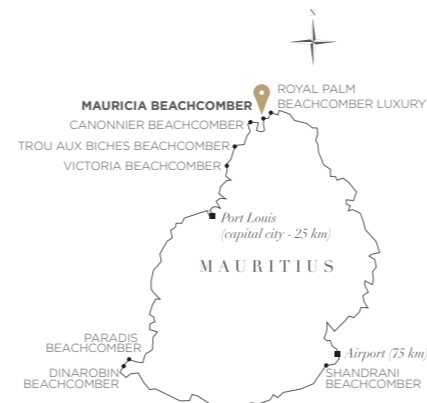 N
ROYAL PALM
BEACHCOMBER LUXURY
MAURICIA BEACHCOMBER
CANONNIER BEACHCOMBER
TROU AUX BICHES BEACHCOMBER
VICTORIA BEACHCOMBER
Port Louis
(capital city - 25 km)
MAURITIUS
PARADIS
BEACHCOMBER
DINAROBIN
BEACHCOMBER
Airport (75 km)
SHANDRANI
BEACHCOMBER